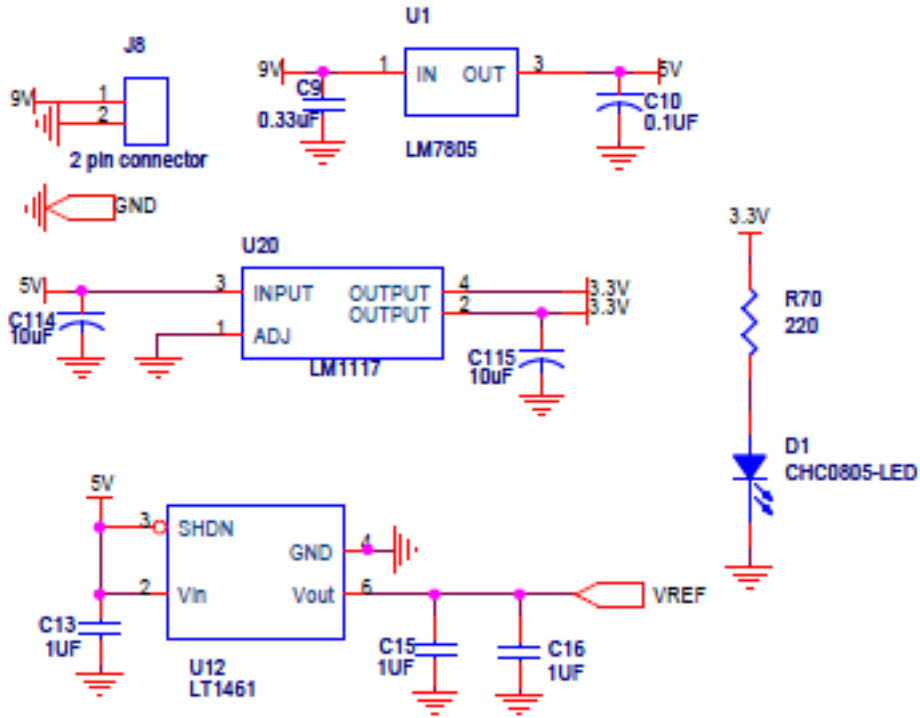 U1
J8
9V
1
2
2 pin connector
9V
1
IN
OUT
3
5V
C9
0.33uF
C10
0.1UF
LM7805
GND
U20
5V
3
INPUT
OUTPUT
4
3.3V
OUTPUT
2
3.3V
1
ADJ
C114
10uF
LM1117
C115
10uF
3.3V
R70
220
D1
CHC0805-LED
5V
3
SHDN
GND
4
2
Vin
Vout
6
VREF
C13
1UF
C15
1UF
C16
1UF
U12
LT1461